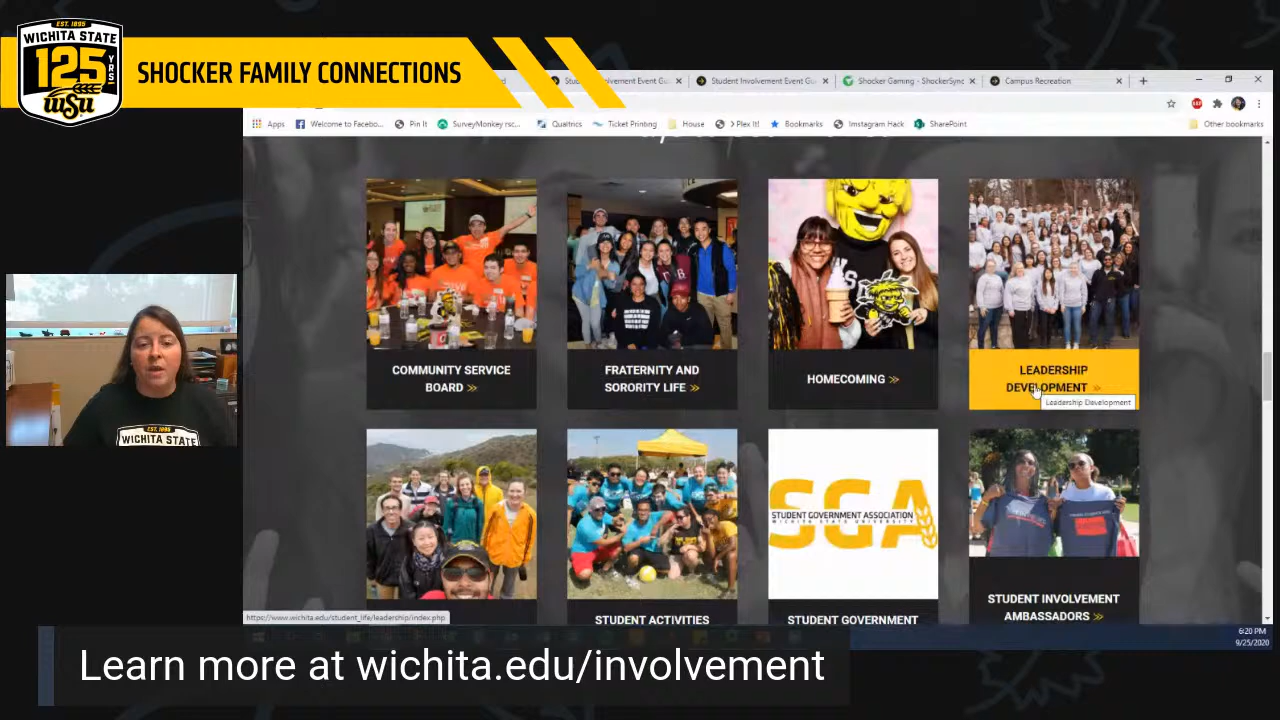 EST. 1895
WICHITA STATE
125 YRS
WSU
SHOCKER FAMILY CONNECTIONS
Student Involvement Event Gu
Shocker Gaming - ShockerSync
Campus Recreation
Apps
Welcome to Facebo...
Pin It
SurveyMonkey rsc...
Qualtrics
Ticket Printing
House
> Plex It!
Bookmarks
Instagram Hack
SharePoint
Other bookmarks
COMMUNITY SERVICE
BOARD »
FRATERNITY AND
SORORITY LIFE »
HOMECOMING »
LEADERSHIP
DEVELOPMENT »
Leadership Development
EST. 1895
WICHITA STATE
SGA
STUDENT GOVERNMENT ASSOCIATION
WICHITA STATE UNIVERSITY
STUDENT ACTIVITIES
STUDENT GOVERNMENT
STUDENT INVOLVEMENT
AMBASSADORS »
https://www.wichita.edu/student_life/leadership/index.php
6:20 PM
9/25/2020
Learn more at wichita.edu/involvement